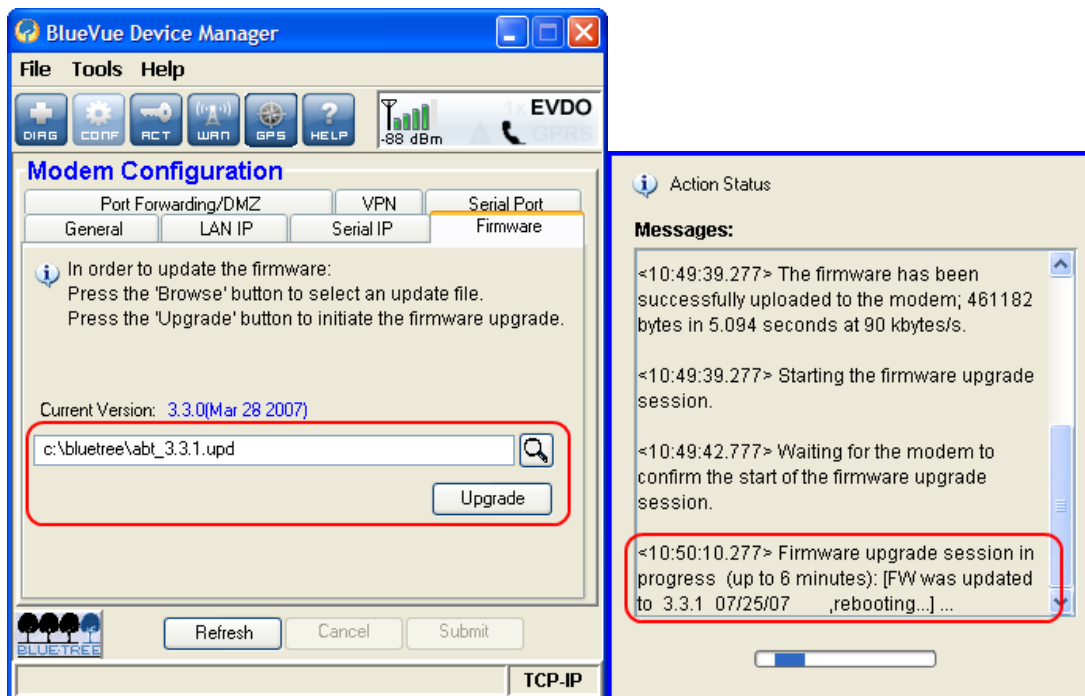 BlueVue Device Manager
File Tools Help
DIAG CONF ACT WAN GPS HELP
-88 dBm
1x EVDO
GPRS
Modem Configuration
Port Forwarding/DMZ VPN Serial Port
General LAN IP Serial IP Firmware
In order to update the firmware:
Press the 'Browse' button to select an update file.
Press the 'Upgrade' button to initiate the firmware upgrade.
Current Version: 3.3.0(Mar 28 2007)
c:\bluetree\abt_3.3.1.upd
Upgrade
BLUETREE
Refresh Cancel Submit
TCP-IP
Action Status
Messages:
<10:49:39.277> The firmware has been
successfully uploaded to the modem; 461182
bytes in 5.094 seconds at 90 kbytes/s.
<10:49:39.277> Starting the firmware upgrade
session.
<10:49:42.777> Waiting for the modem to
confirm the start of the firmware upgrade
session.
<10:50:10.277> Firmware upgrade session in
progress (up to 6 minutes): [FW was updated
to 3.3.1 07/25/07 ,rebooting...] ...